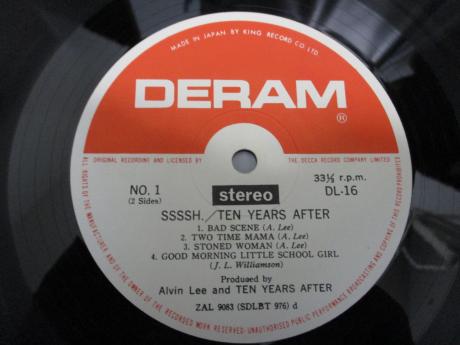 MADE IN JAPAN BY KING RECORD CO. LTD.
DERAM
®
ORIGINAL RECORDING AND LICENSED BY THE DECCA RECORD COMPANY LIMITED
NO. 1
(2 Sides)
stereo
33⅓ r.p.m.
DL-16
SSSSH./TEN YEARS AFTER
1. BAD SCENE (A. Lee)
2. TWO TIME MAMA (A. Lee)
3. STONED WOMAN (A. Lee)
4. GOOD MORNING LITTLE SCHOOL GIRL
(J. L. Williamson)
Produced by
Alvin Lee and TEN YEARS AFTER
ZAL 9083 (SDLBT 976) d
ALL RIGHTS OF THE MANUFACTURER AND OF THE OWNER OF THE RECORDED WORK RESERVED·UNAUTHORISED PUBLIC PERFORMANCE BROADCASTING AND COPYING OF THIS RECORD PROHIBITED